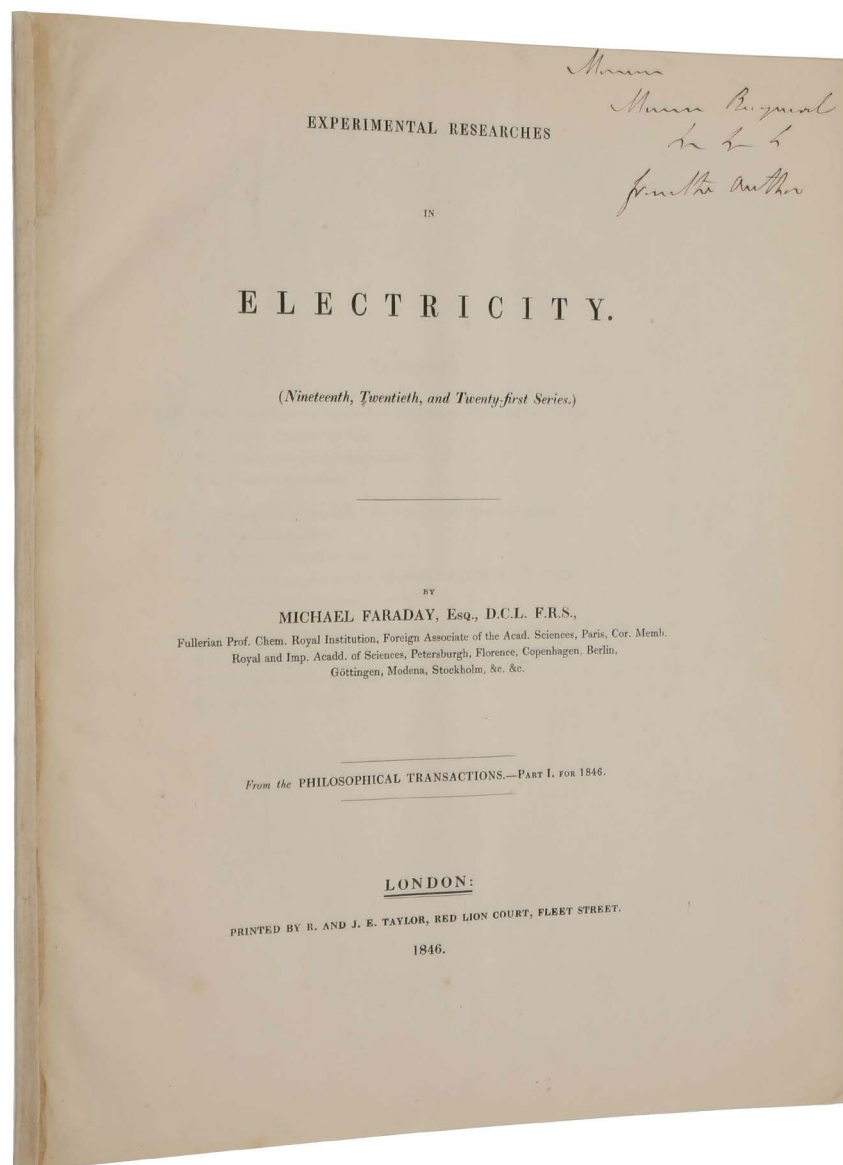 from the author
EXPERIMENTAL RESEARCHES
IN
ELECTRICITY.
(Nineteenth, Twentieth, and Twenty-first Series.)
BY
MICHAEL FARADAY, Esq., D.C.L. F.R.S.,
Fullerian Prof. Chem. Royal Institution, Foreign Associate of the Acad. Sciences, Paris, Cor. Memb.
Royal and Imp. Acadd. of Sciences, Petersburgh, Florence, Copenhagen, Berlin,
Göttingen, Modena, Stockholm, &c. &c.
From the PHILOSOPHICAL TRANSACTIONS.—PART I. FOR 1846.
LONDON:
PRINTED BY R. AND J. E. TAYLOR, RED LION COURT, FLEET STREET.
1846.